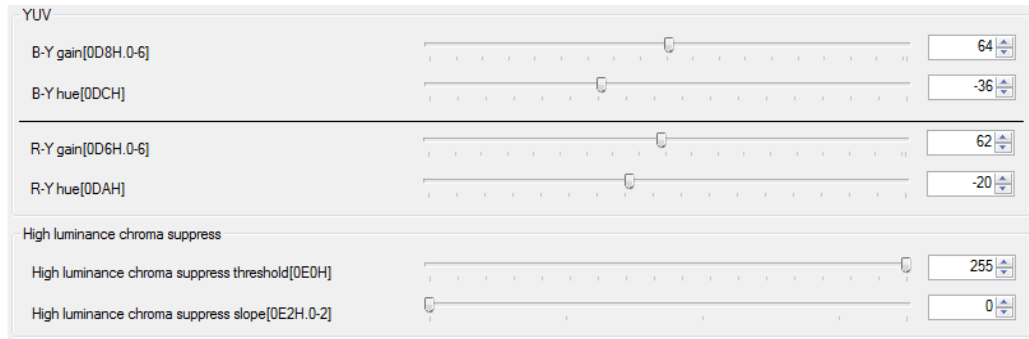 YUV
B-Y gain[0D8H.0-6] 64
B-Y hue[0DCH] -36
R-Y gain[0D6H.0-6] 62
R-Y hue[0DAH] -20
High luminance chroma suppress
High luminance chroma suppress threshold[0E0H] 255
High luminance chroma suppress slope[0E2H.0-2] 0